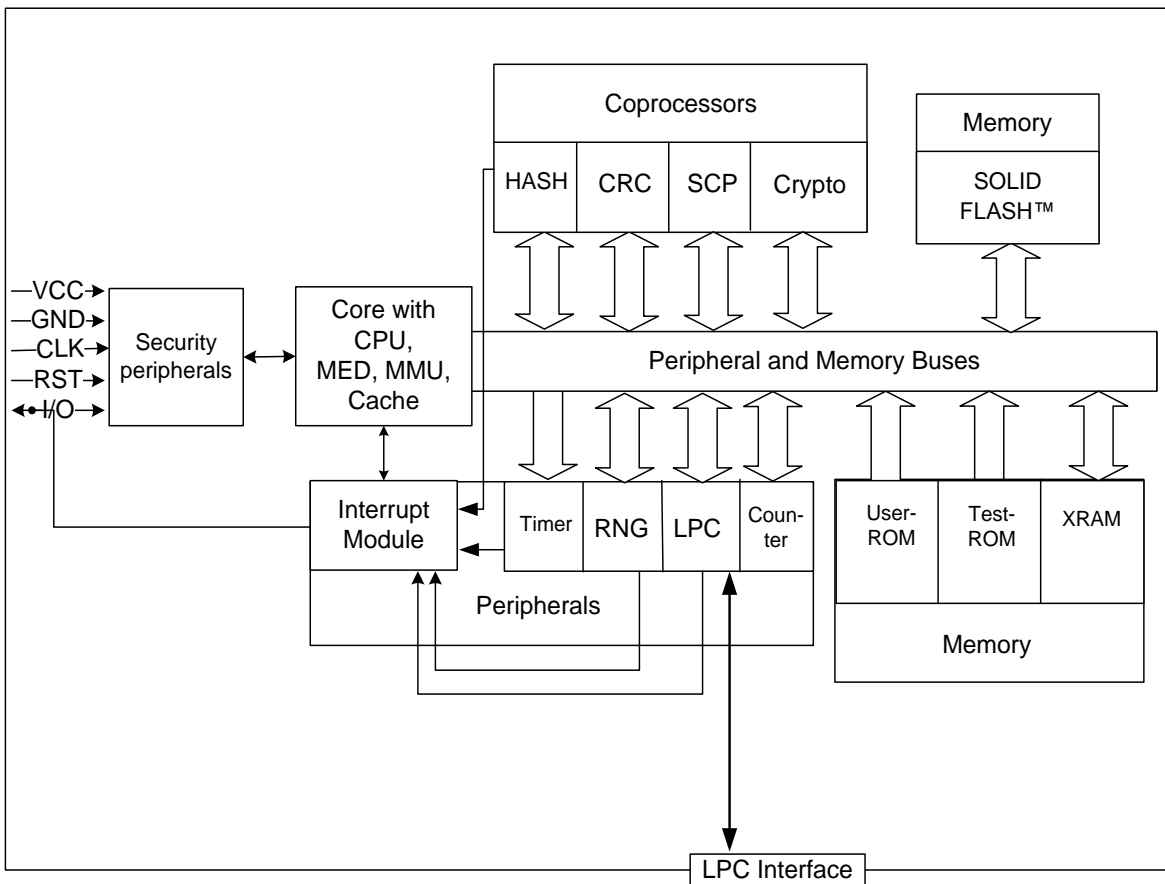 Coprocessors
HASH
CRC
SCP
Crypto
Memory
SOLID
FLASH™
VCC
GND
CLK
RST
I/O
Security
peripherals
Core with
CPU,
MED, MMU,
Cache
Peripheral and Memory Buses
Interrupt
Module
Timer
RNG
LPC
Coun-
ter
Peripherals
User-
ROM
Test-
ROM
XRAM
Memory
LPC Interface